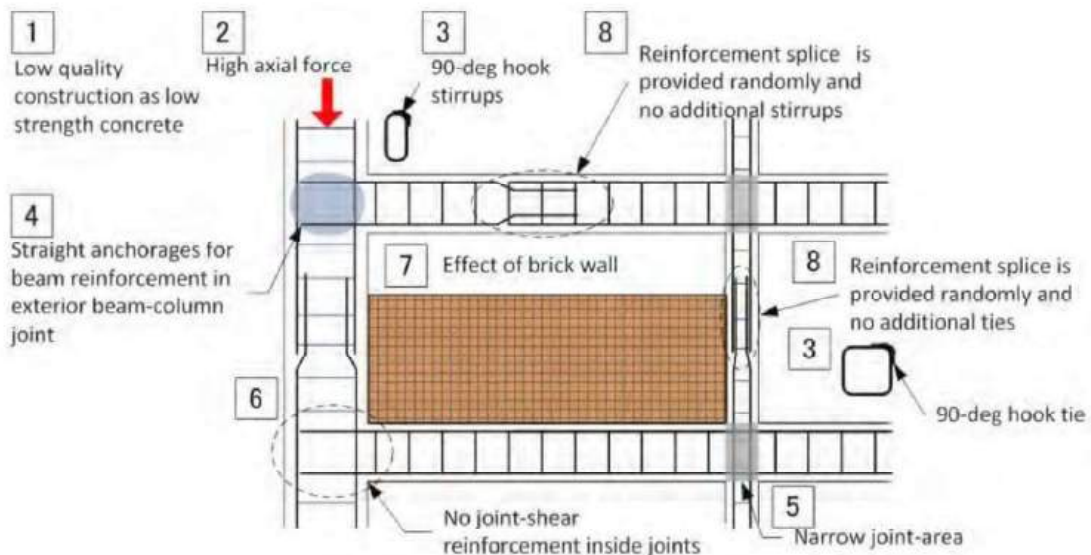 1
Low quality
construction as low
strength concrete
2
High axial force
3
90-deg hook
stirrups
8
Reinforcement splice is
provided randomly and
no additional stirrups
4
Straight anchorages for
beam reinforcement in
exterior beam-column
joint
7
Effect of brick wall
8
Reinforcement splice is
provided randomly and
no additional ties
3
90-deg hook tie
6
No joint-shear
reinforcement inside joints
5
Narrow joint-area